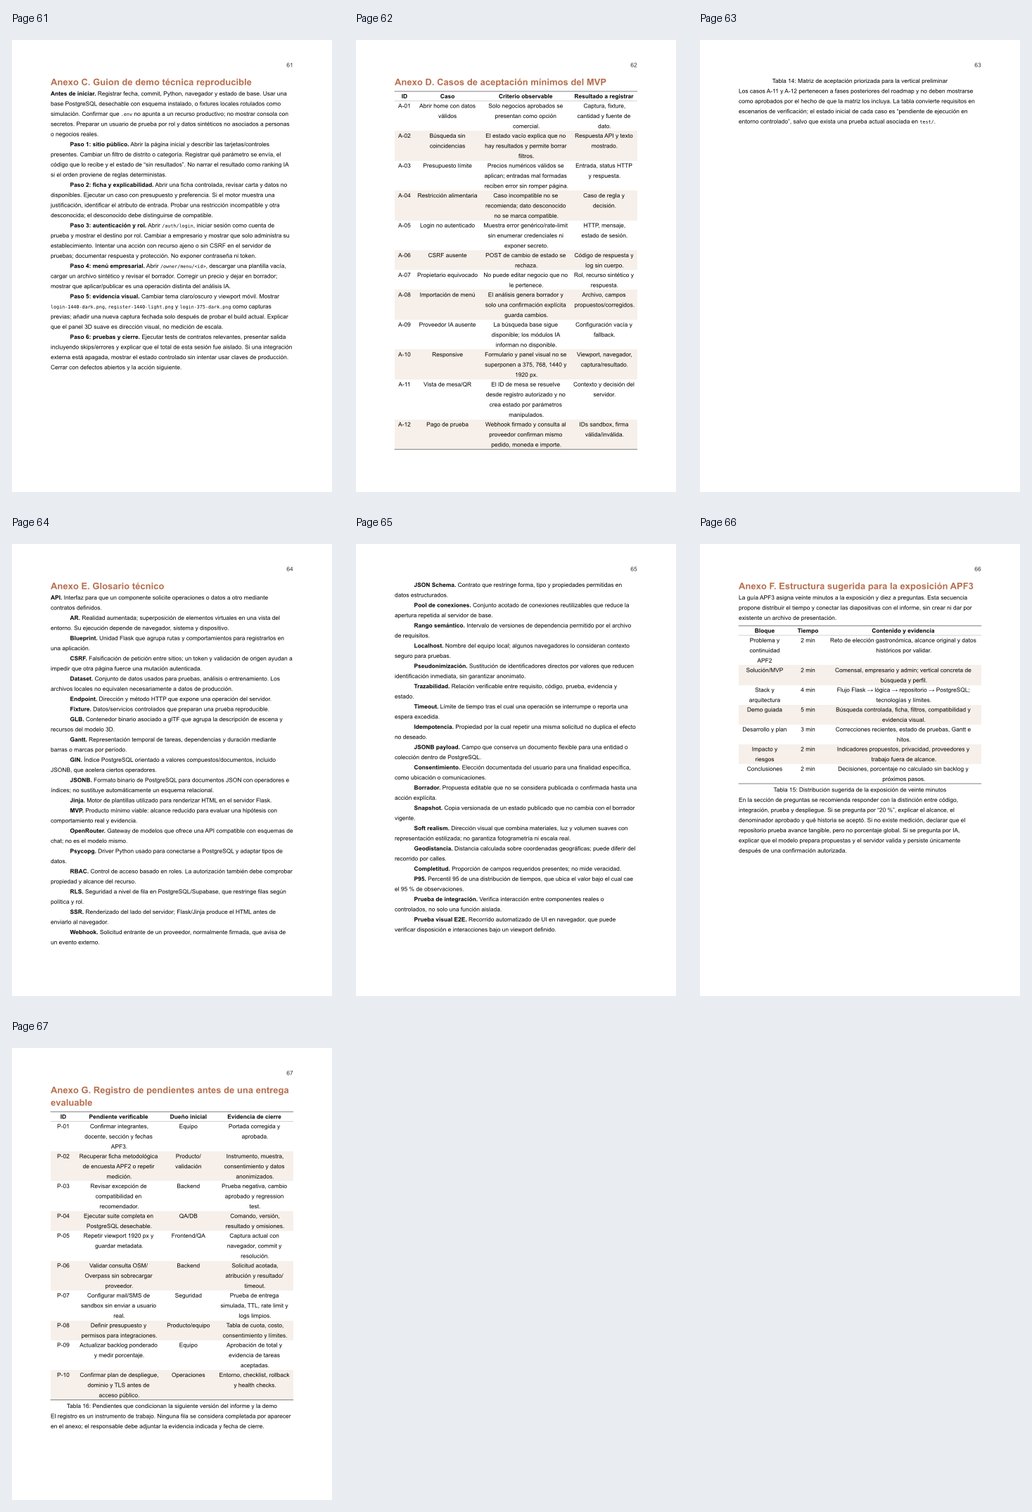 Page 61
61
Anexo C. Guion de demo técnica reproducible
Antes de iniciar. Registrar fecha, commit, Python, navegador y estado de base. Usar una
base PostgreSQL desechable con esquema instalado, o fixtures locales rotulados como
simulación. Confirmar que .env no apunta a un recurso productivo; no mostrar consola con
secretos. Preparar un usuario de prueba por rol y datos sintéticos no asociados a personas
o negocios reales.
Paso 1: sitio público. Abrir la página inicial y describir las tarjetas/controles
presentes. Cambiar un filtro de distrito o categoría. Registrar qué parámetro se envía, el
código que lo recibe y el estado de "sin resultados". No narrar el resultado como ranking IA
si el orden proviene de reglas deterministas.
Paso 2: ficha y explicabilidad. Abrir una ficha controlada, revisar carta y datos no
disponibles. Ejecutar un caso con presupuesto y preferencia. Si el motor muestra una
justificación, identificar el atributo de entrada. Probar una restricción incompatible y otra
desconocida; el desconocido debe distinguirse de compatible.
Paso 3: autenticación y rol. Abrir /auth/login, iniciar sesión como cuenta de
prueba y mostrar el destino por rol. Cambiar a empresario y mostrar que solo administra su
establecimiento. Intentar una acción con recurso ajeno o sin CSRF en el servidor de
pruebas; documentar respuesta y protección. No exponer contraseña ni token.
Paso 4: menú empresarial. Abrir /owner/menu/<id>, descargar una plantilla vacía,
cargar un archivo sintético y revisar el borrador. Corregir un precio y dejar en borrador;
mostrar que aplicar/publicar es una operación distinta del análisis IA.
Paso 5: evidencia visual. Cambiar tema claro/oscuro y viewport móvil. Mostrar
login-1440-dark.png, register-1440-light.png y login-375-dark.png como capturas
previas; añadir una nueva captura fechada solo después de probar el build actual. Explicar
que el panel 3D suave es dirección visual, no medición de escala.
Paso 6: pruebas y cierre. Ejecutar tests de contratos relevantes, presentar salida
incluyendo skips/errores y explicar que el total de esta sesión fue aislado. Si una integración
externa está apagada, mostrar el estado controlado sin intentar usar claves de producción.
Cerrar con defectos abiertos y la acción siguiente.
Page 62
62
Anexo D. Casos de aceptación mínimos del MVP
ID Caso Criterio observable Resultado a registrar
A-01 Abrir home con datos Solo negocios aprobados se Captura, fixture,
válidos presentan como opción cantidad y fuente de
comercial. dato.
A-02 Búsqueda sin El estado vacío explica que no Respuesta API y texto
coincidencias hay resultados y permite borrar mostrado.
filtros.
A-03 Presupuesto límite Precios numéricos válidos se Entrada, status HTTP
aplican; entradas mal formadas y respuesta.
reciben error sin romper página.
A-04 Restricción alimentaria Caso incompatible no se Caso de regla y
recomienda; dato desconocido decisión.
no se marca compatible.
A-05 Login no autenticado Muestra error genérico/rate-limit HTTP, mensaje,
sin enumerar credenciales ni estado de sesión.
exponer secreto.
A-06 CSRF ausente POST de cambio de estado se Código de respuesta y
rechaza. log sin cuerpo.
A-07 Propietario equivocado No puede editar negocio que no Rol, recurso sintético y
le pertenece. respuesta.
A-08 Importación de menú El análisis genera borrador y Archivo, campos
solo una confirmación explícita propuestos/corregidos.
guarda cambios.
A-09 Proveedor IA ausente La búsqueda base sigue Configuración vacía y
disponible; los módulos IA fallback.
informan no disponible.
A-10 Responsive Formulario y panel visual no se Viewport, navegador,
superponen a 375, 768, 1440 y captura/resultado.
1920 px.
A-11 Vista de mesa/QR El ID de mesa se resuelve Contexto y decisión del
desde registro autorizado y no servidor.
crea estado por parámetros
manipulados.
A-12 Pago de prueba Webhook firmado y consulta al IDs sandbox, firma
proveedor confirman mismo válida/inválida.
pedido, moneda e importe.
Page 63
63
Tabla 14: Matriz de aceptación priorizada para la vertical preliminar
Los casos A-11 y A-12 pertenecen a fases posteriores del roadmap y no deben mostrarse
como aprobados por el hecho de que la matriz los incluya. La tabla convierte requisitos en
escenarios de verificación; el estado inicial de cada caso es "pendiente de ejecución en
entorno controlado", salvo que exista una prueba actual asociada en test/.
Page 64
64
Anexo E. Glosario técnico
API. Interfaz para que un componente solicite operaciones o datos a otro mediante
contratos definidos.
AR. Realidad aumentada; superposición de elementos virtuales en una vista del
entorno. Su ejecución depende de navegador, sistema y dispositivo.
Blueprint. Unidad Flask que agrupa rutas y comportamientos para registrarlos en
una aplicación.
CSRF. Falsificación de petición entre sitios; un token y validación de origen ayudan a
impedir que otra página fuerce una mutación autenticada.
Dataset. Conjunto de datos usados para pruebas, análisis o entrenamiento. Los
archivos locales no equivalen necesariamente a datos de producción.
Endpoint. Dirección y método HTTP que expone una operación del servidor.
Fixture. Datos/servicios controlados que preparan una prueba reproducible.
GLB. Contenedor binario asociado a glTF que agrupa la descripción de escena y
recursos del modelo 3D.
Gantt. Representación temporal de tareas, dependencias y duración mediante
barras o marcas por período.
GIN. Índice PostgreSQL orientado a valores compuestos/documentos, incluido
JSONB, que acelera ciertos operadores.
JSONB. Formato binario de PostgreSQL para documentos JSON con operadores e
índices; no sustituye automáticamente un esquema relacional.
Jinja. Motor de plantillas utilizado para renderizar HTML en el servidor Flask.
MVP. Producto mínimo viable: alcance reducido para evaluar una hipótesis con
comportamiento real y evidencia.
OpenRouter. Gateway de modelos que ofrece una API compatible con esquemas de
chat; no es el modelo mismo.
Psycopg. Driver Python usado para conectarse a PostgreSQL y adaptar tipos de
datos.
RBAC. Control de acceso basado en roles. La autorización también debe comprobar
propiedad y alcance del recurso.
RLS. Seguridad a nivel de fila en PostgreSQL/Supabase, que restringe filas según
política y rol.
SSR. Renderizado del lado del servidor; Flask/Jinja produce el HTML antes de
enviarlo al navegador.
Webhook. Solicitud entrante de un proveedor, normalmente firmada, que avisa de
un evento externo.
Page 65
65
JSON Schema. Contrato que restringe forma, tipo y propiedades permitidas en
datos estructurados.
Pool de conexiones. Conjunto acotado de conexiones reutilizables que reduce la
apertura repetida al servidor de base.
Rango semántico. Intervalo de versiones de dependencia permitido por el archivo
de requisitos.
Localhost. Nombre del equipo local; algunos navegadores lo consideran contexto
seguro para pruebas.
Pseudonimización. Sustitución de identificadores directos por valores que reducen
identificación inmediata, sin garantizar anonimato.
Trazabilidad. Relación verificable entre requisito, código, prueba, evidencia y
estado.
Timeout. Límite de tiempo tras el cual una operación se interrumpe o reporta una
espera excedida.
Idempotencia. Propiedad por la cual repetir una misma solicitud no duplica el efecto
no deseado.
JSONB payload. Campo que conserva un documento flexible para una entidad o
colección dentro de PostgreSQL.
Consentimiento. Elección documentada del usuario para una finalidad específica,
como ubicación o comunicaciones.
Borrador. Propuesta editable que no se considera publicada o confirmada hasta una
acción explícita.
Snapshot. Copia versionada de un estado publicado que no cambia con el borrador
vigente.
Soft realism. Dirección visual que combina materiales, luz y volumen suaves con
representación estilizada; no garantiza fotogrametría ni escala real.
Geodistancia. Distancia calculada sobre coordenadas geográficas; puede diferir del
recorrido por calles.
Completitud. Proporción de campos requeridos presentes; no mide veracidad.
P95. Percentil 95 de una distribución de tiempos, que ubica el valor bajo el cual cae
el 95 % de observaciones.
Prueba de integración. Verifica interacción entre componentes reales o
controlados, no solo una función aislada.
Prueba visual E2E. Recorrido automatizado de UI en navegador, que puede
verificar disposición e interacciones bajo un viewport definido.
Page 66
66
Anexo F. Estructura sugerida para la exposición APF3
La guía APF3 asigna veinte minutos a la exposición y diez a preguntas. Esta secuencia
propone distribuir el tiempo y conectar las diapositivas con el informe, sin crear ni dar por
existente un archivo de presentación.
Bloque Tiempo Contenido y evidencia
Problema y 2 min Reto de elección gastronómica, alcance original y datos
continuidad históricos por validar.
APF2
Solución/MVP 2 min Comensal, empresario y admin; vertical concreta de
búsqueda y perfil.
Stack y 4 min Flujo Flask → lógica → repositorio → PostgreSQL;
arquitectura tecnologías y límites.
Demo guiada 5 min Búsqueda controlada, ficha, filtros, compatibilidad y
evidencia visual.
Desarrollo y plan 3 min Correcciones recientes, estado de pruebas, Gantt e
hitos.
Impacto y 2 min Indicadores propuestos, privacidad, proveedores y
riesgos trabajo fuera de alcance.
Conclusiones 2 min Decisiones, porcentaje no calculado sin backlog y
próximos pasos.
Tabla 15: Distribución sugerida de la exposición de veinte minutos
En la sección de preguntas se recomienda responder con la distinción entre código,
integración, prueba y despliegue. Si se pregunta por "20 %", explicar el alcance, el
denominador aprobado y qué historia se aceptó. Si no existe medición, declarar que el
repositorio prueba avance tangible, pero no porcentaje global. Si se pregunta por IA,
explicar que el modelo prepara propuestas y el servidor valida y persiste únicamente
después de una confirmación autorizada.
Page 67
67
Anexo G. Registro de pendientes antes de una entrega
evaluable
ID Pendiente verificable Dueño inicial Evidencia de cierre
P-01 Confirmar integrantes, Equipo Portada corregida y
docente, sección y fechas aprobada.
APF3.
P-02 Recuperar ficha metodológica Producto/ Instrumento, muestra,
de encuesta APF2 o repetir validación consentimiento y datos
medición. anonimizados.
P-03 Revisar excepción de Backend Prueba negativa, cambio
compatibilidad en aprobado y regression
recomendador. test.
P-04 Ejecutar suite completa en QA/DB Comando, versión,
PostgreSQL desechable. resultado y omisiones.
P-05 Repetir viewport 1920 px y Frontend/QA Captura actual con
guardar metadata. navegador, commit y
resolución.
P-06 Validar consulta OSM/ Backend Solicitud acotada,
Overpass sin sobrecargar atribución y resultado/
proveedor. timeout.
P-07 Configurar mail/SMS de Seguridad Prueba de entrega
sandbox sin enviar a usuario simulada, TTL, rate limit y
real. logs limpios.
P-08 Definir presupuesto y Producto/equipo Tabla de cuota, costo,
permisos para integraciones. consentimiento y límites.
P-09 Actualizar backlog ponderado Equipo Aprobación de total y
y medir porcentaje. evidencia de tareas
aceptadas.
P-10 Confirmar plan de despliegue, Operaciones Entorno, checklist, rollback
dominio y TLS antes de y health checks.
acceso público.
Tabla 16: Pendientes que condicionan la siguiente versión del informe y la demo
El registro es un instrumento de trabajo. Ninguna fila se considera completada por aparecer
en el anexo; el responsable debe adjuntar la evidencia indicada y fecha de cierre.